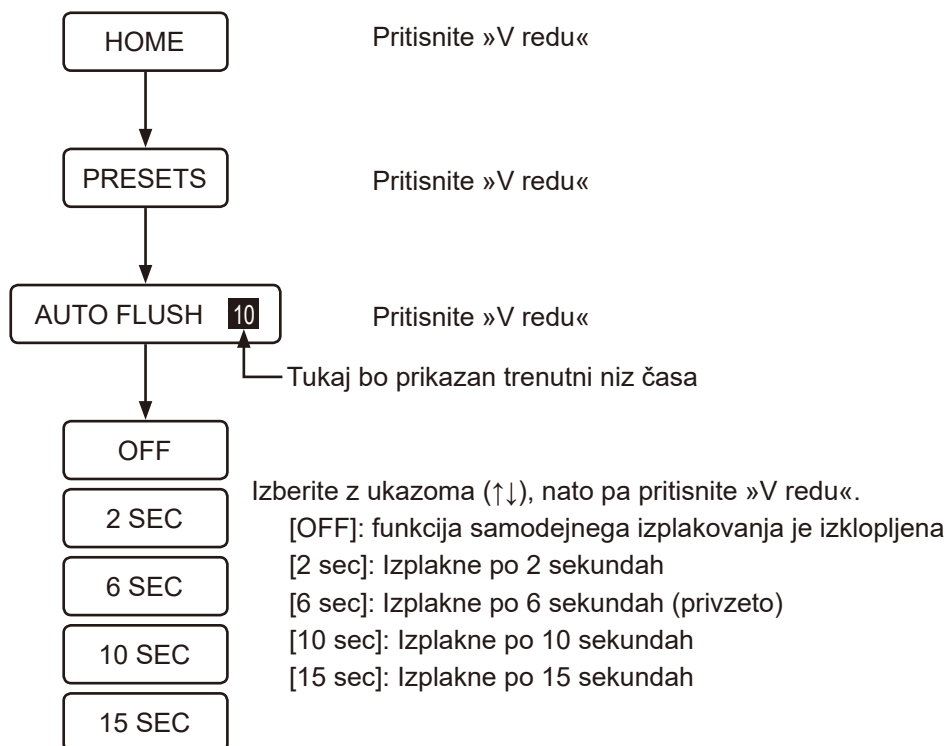 HOME
Pritisnite »V redu«
PRESETS
Pritisnite »V redu«
AUTO FLUSH 10
Pritisnite »V redu«
Tukaj bo prikazan trenutni niz časa
OFF
2 SEC
6 SEC
10 SEC
15 SEC
Izberite z ukazoma (↑↓), nato pa pritisnite »V redu«.
[OFF]: funkcija samodejnega izplakovanja je izklopljena
[2 sec]: Izplakne po 2 sekundah
[6 sec]: Izplakne po 6 sekundah (privzeto)
[10 sec]: Izplakne po 10 sekundah
[15 sec]: Izplakne po 15 sekundah